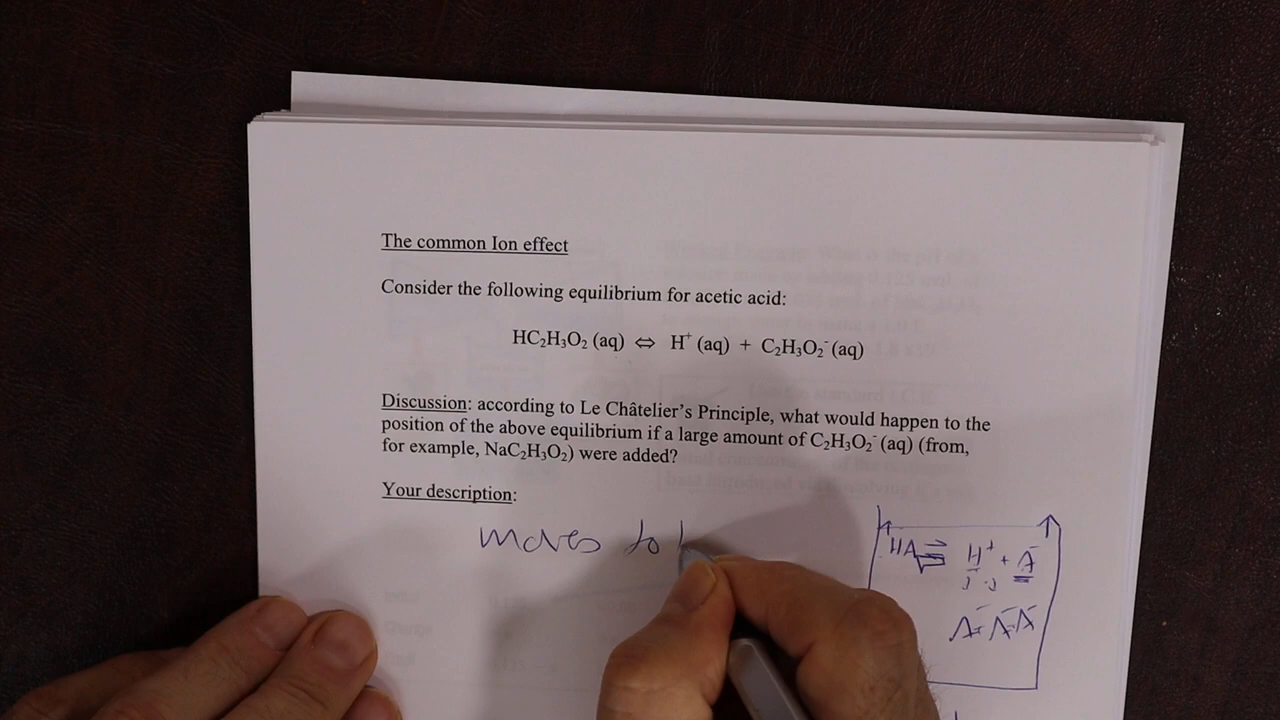 The common Ion effect
Consider the following equilibrium for acetic acid:
HC₂H₃O₂ (aq) ⇔ H⁺ (aq) + C₂H₃O₂⁻ (aq)
Discussion: according to Le Châtelier's Principle, what would happen to the
position of the above equilibrium if a large amount of C₂H₃O₂⁻ (aq) (from,
for example, NaC₂H₃O₂) were added?
Your description:
moves to
HA ⇌ H⁺ + A⁻
A⁻ A⁻ A⁻